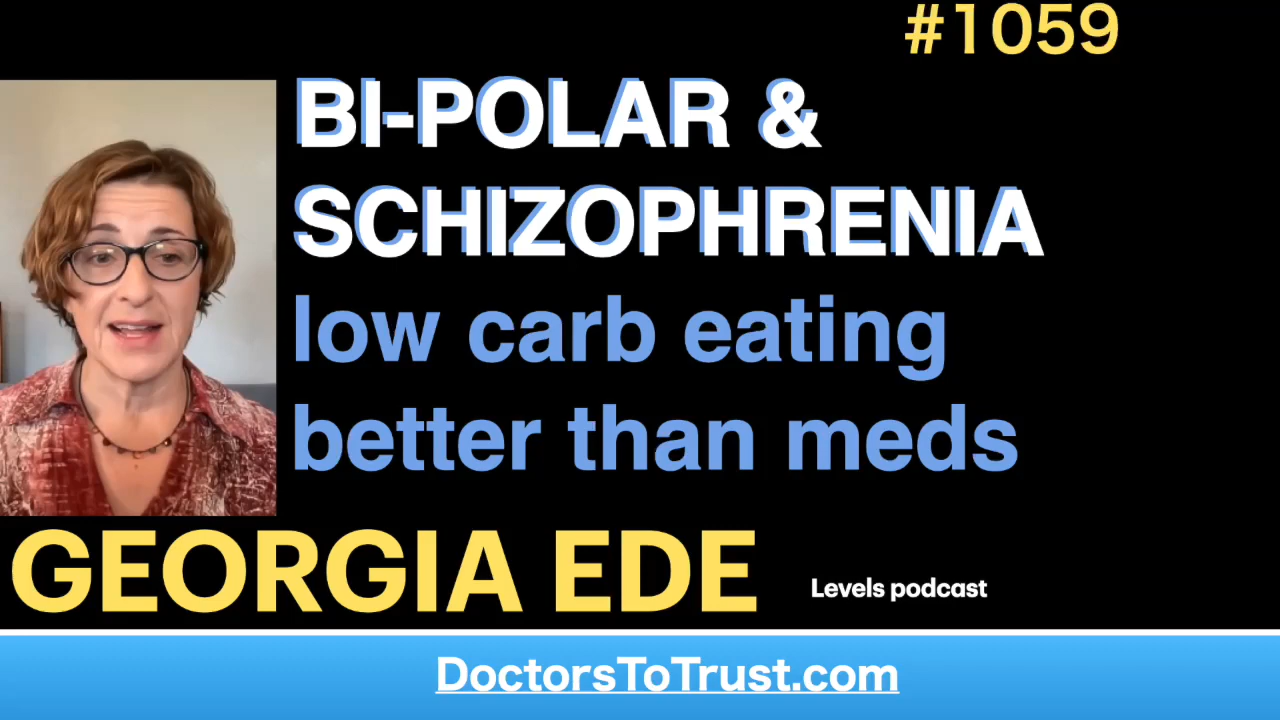 #1059
BI-POLAR &
SCHIZOPHRENIA
low carb eating
better than meds
GEORGIA EDE
Levels podcast
DoctorsToTrust.com